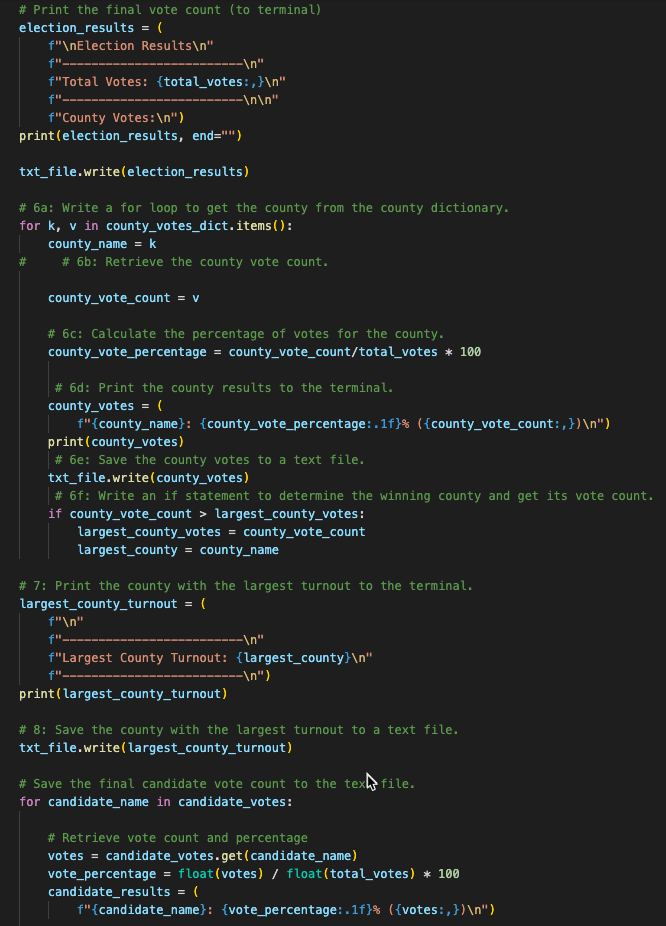 # Print the final vote count (to terminal)
election_results = (
    f"\nElection Results\n"
    f"-------------------------\n"
    f"Total Votes: {total_votes:,}\n"
    f"-------------------------\n\n"
    f"County Votes:\n")
print(election_results, end="")

txt_file.write(election_results)

# 6a: Write a for loop to get the county from the county dictionary.
for k, v in county_votes_dict.items():
    county_name = k
#     # 6b: Retrieve the county vote count.

    county_vote_count = v

    # 6c: Calculate the percentage of votes for the county.
    county_vote_percentage = county_vote_count/total_votes * 100

     # 6d: Print the county results to the terminal.
    county_votes = (
        f"{county_name}: {county_vote_percentage:.1f}% ({county_vote_count:,})\n")
    print(county_votes)
     # 6e: Save the county votes to a text file.
    txt_file.write(county_votes)
     # 6f: Write an if statement to determine the winning county and get its vote count.
    if county_vote_count > largest_county_votes:
        largest_county_votes = county_vote_count
        largest_county = county_name

# 7: Print the county with the largest turnout to the terminal.
largest_county_turnout = (
    f"\n"
    f"-------------------------\n"
    f"Largest County Turnout: {largest_county}\n"
    f"-------------------------\n")
print(largest_county_turnout)

# 8: Save the county with the largest turnout to a text file.
txt_file.write(largest_county_turnout)

# Save the final candidate vote count to the text file.
for candidate_name in candidate_votes:

    # Retrieve vote count and percentage
    votes = candidate_votes.get(candidate_name)
    vote_percentage = float(votes) / float(total_votes) * 100
    candidate_results = (
        f"{candidate_name}: {vote_percentage:.1f}% ({votes:,})\n")